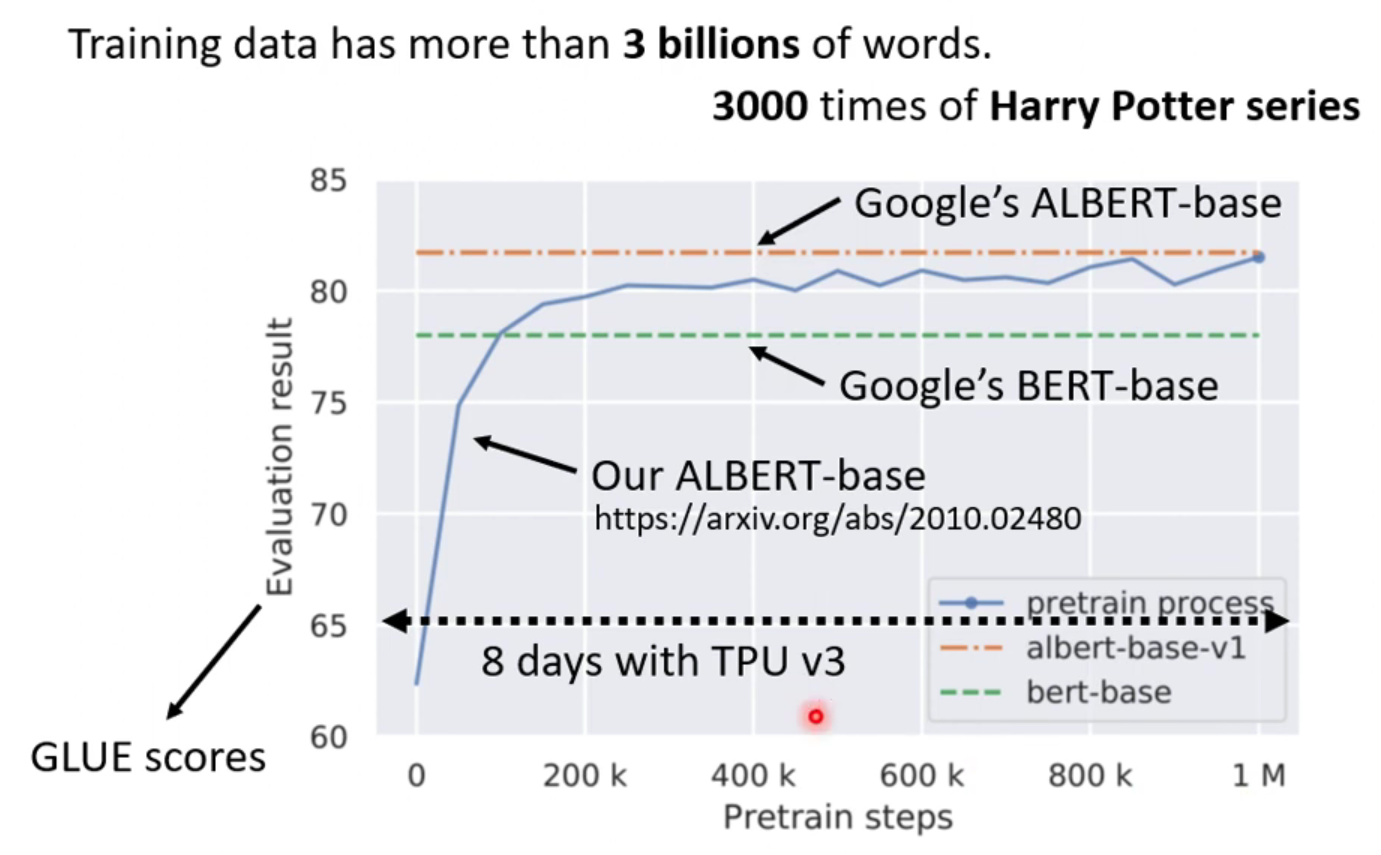 Training data has more than 3 billions of words.
3000 times of Harry Potter series
85
80
75
70
65
60
Evaluation result
GLUE scores
Google’s ALBERT-base
Google’s BERT-base
Our ALBERT-base
https://arxiv.org/abs/2010.02480
8 days with TPU v3
pretrain process
albert-base-v1
bert-base
0 200 k 400 k 600 k 800 k 1 M
Pretrain steps